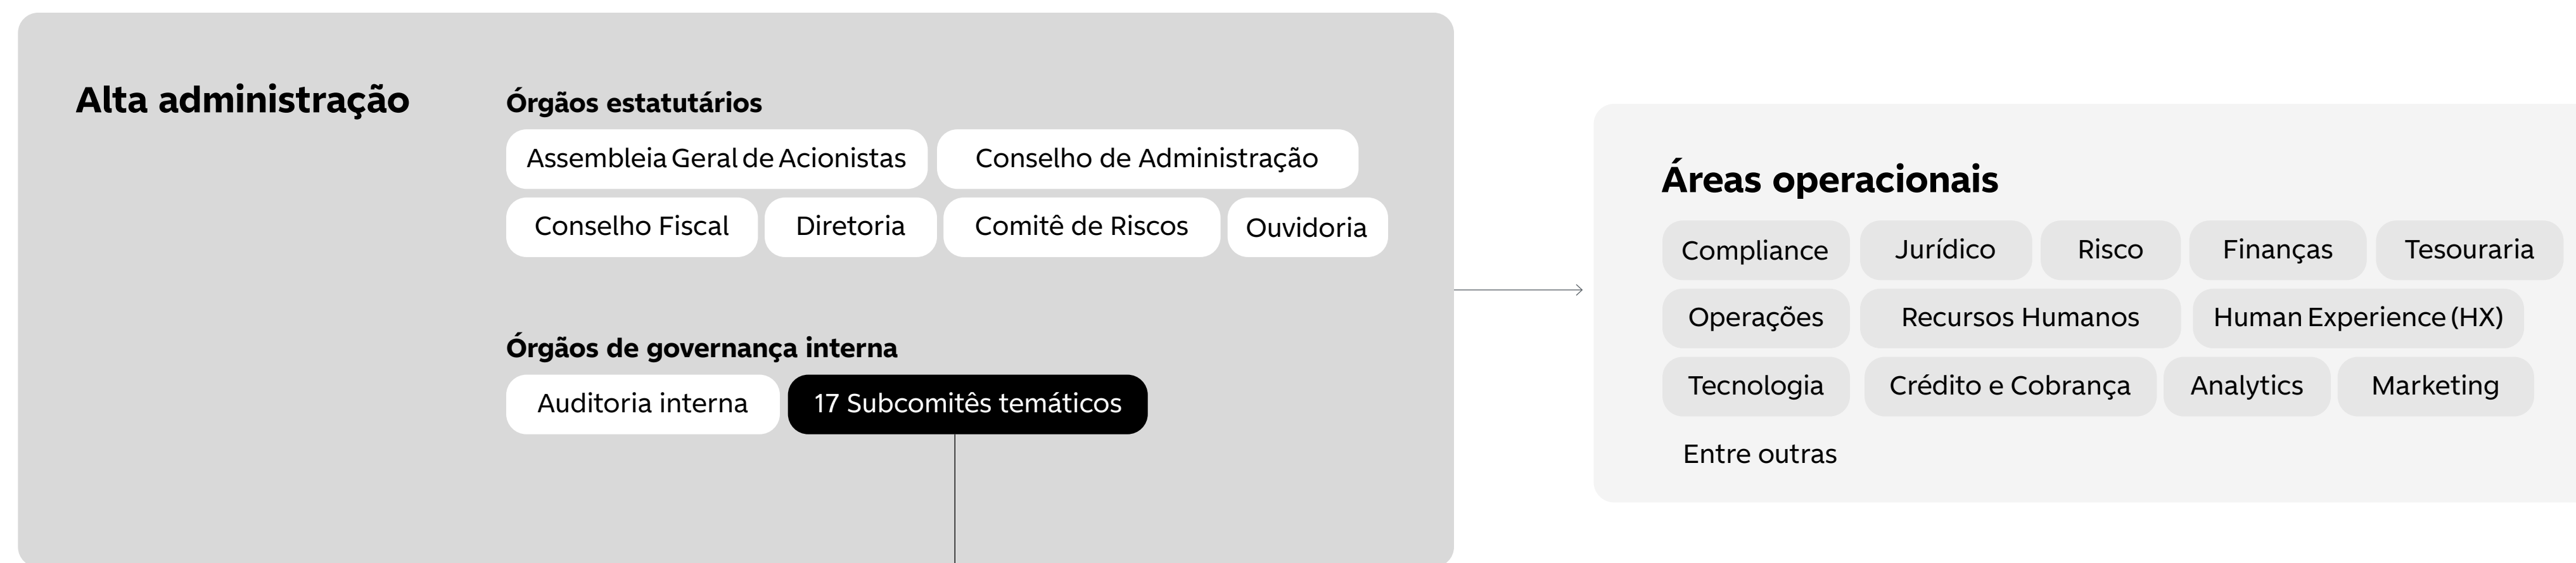 Alta administração
Órgãos estatutários
Assembleia Geral de Acionistas Conselho de Administração
Conselho Fiscal Diretoria Comitê de Riscos Ouvidoria
Órgãos de governança interna
Auditoria interna 17 Subcomitês temáticos
Áreas operacionais
Compliance Jurídico Risco Finanças Tesouraria
Operações Recursos Humanos Human Experience (HX)
Tecnologia Crédito e Cobrança Analytics Marketing
Entre outras